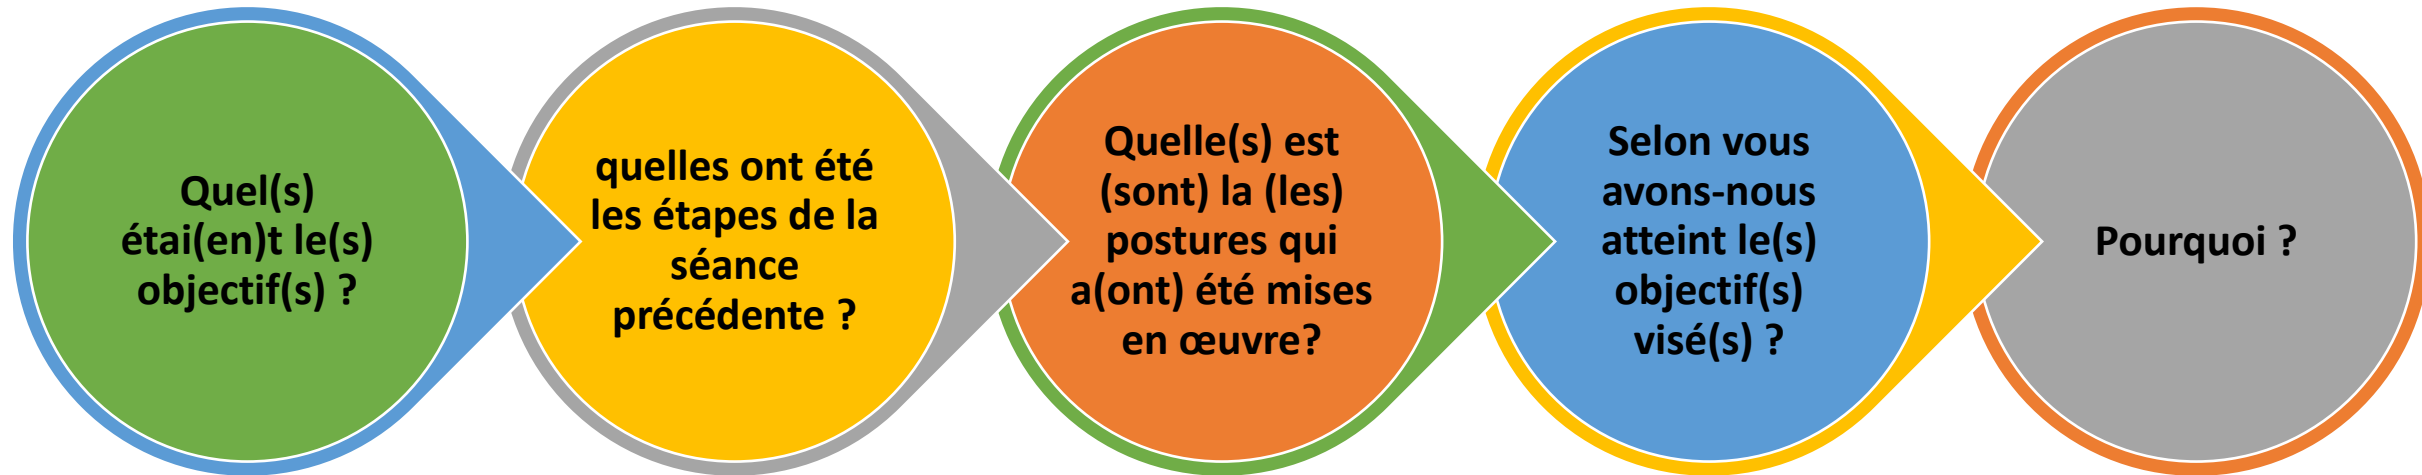 Quel(s)
étai(en)t le(s)
objectif(s) ?
quelles ont été
les étapes de la
séance
précédente ?
Quelle(s) est
(sont) la (les)
postures qui
a(ont) été mises
en œuvre?
Selon vous
avons-nous
atteint le(s)
objectif(s)
visé(s) ?
Pourquoi ?